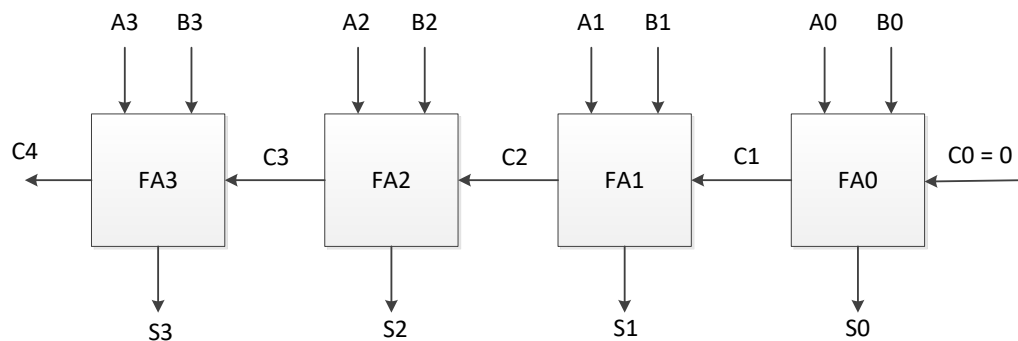 A3 B3 A2 B2 A1 B1 A0 B0
C4 C3 C2 C1 C0 = 0
FA3 FA2 FA1 FA0
S3 S2 S1 S0